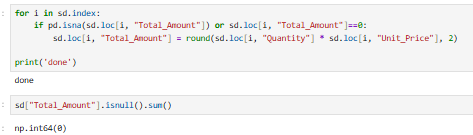 for i in sd.index:
    if pd.isna(sd.loc[i, "Total_Amount"]) or sd.loc[i, "Total_Amount"]==0:
        sd.loc[i, "Total_Amount"] = round(sd.loc[i, "Quantity"] * sd.loc[i, "Unit_Price"], 2)
print('done')
done
sd["Total_Amount"].isnull().sum()
np.int64(0)